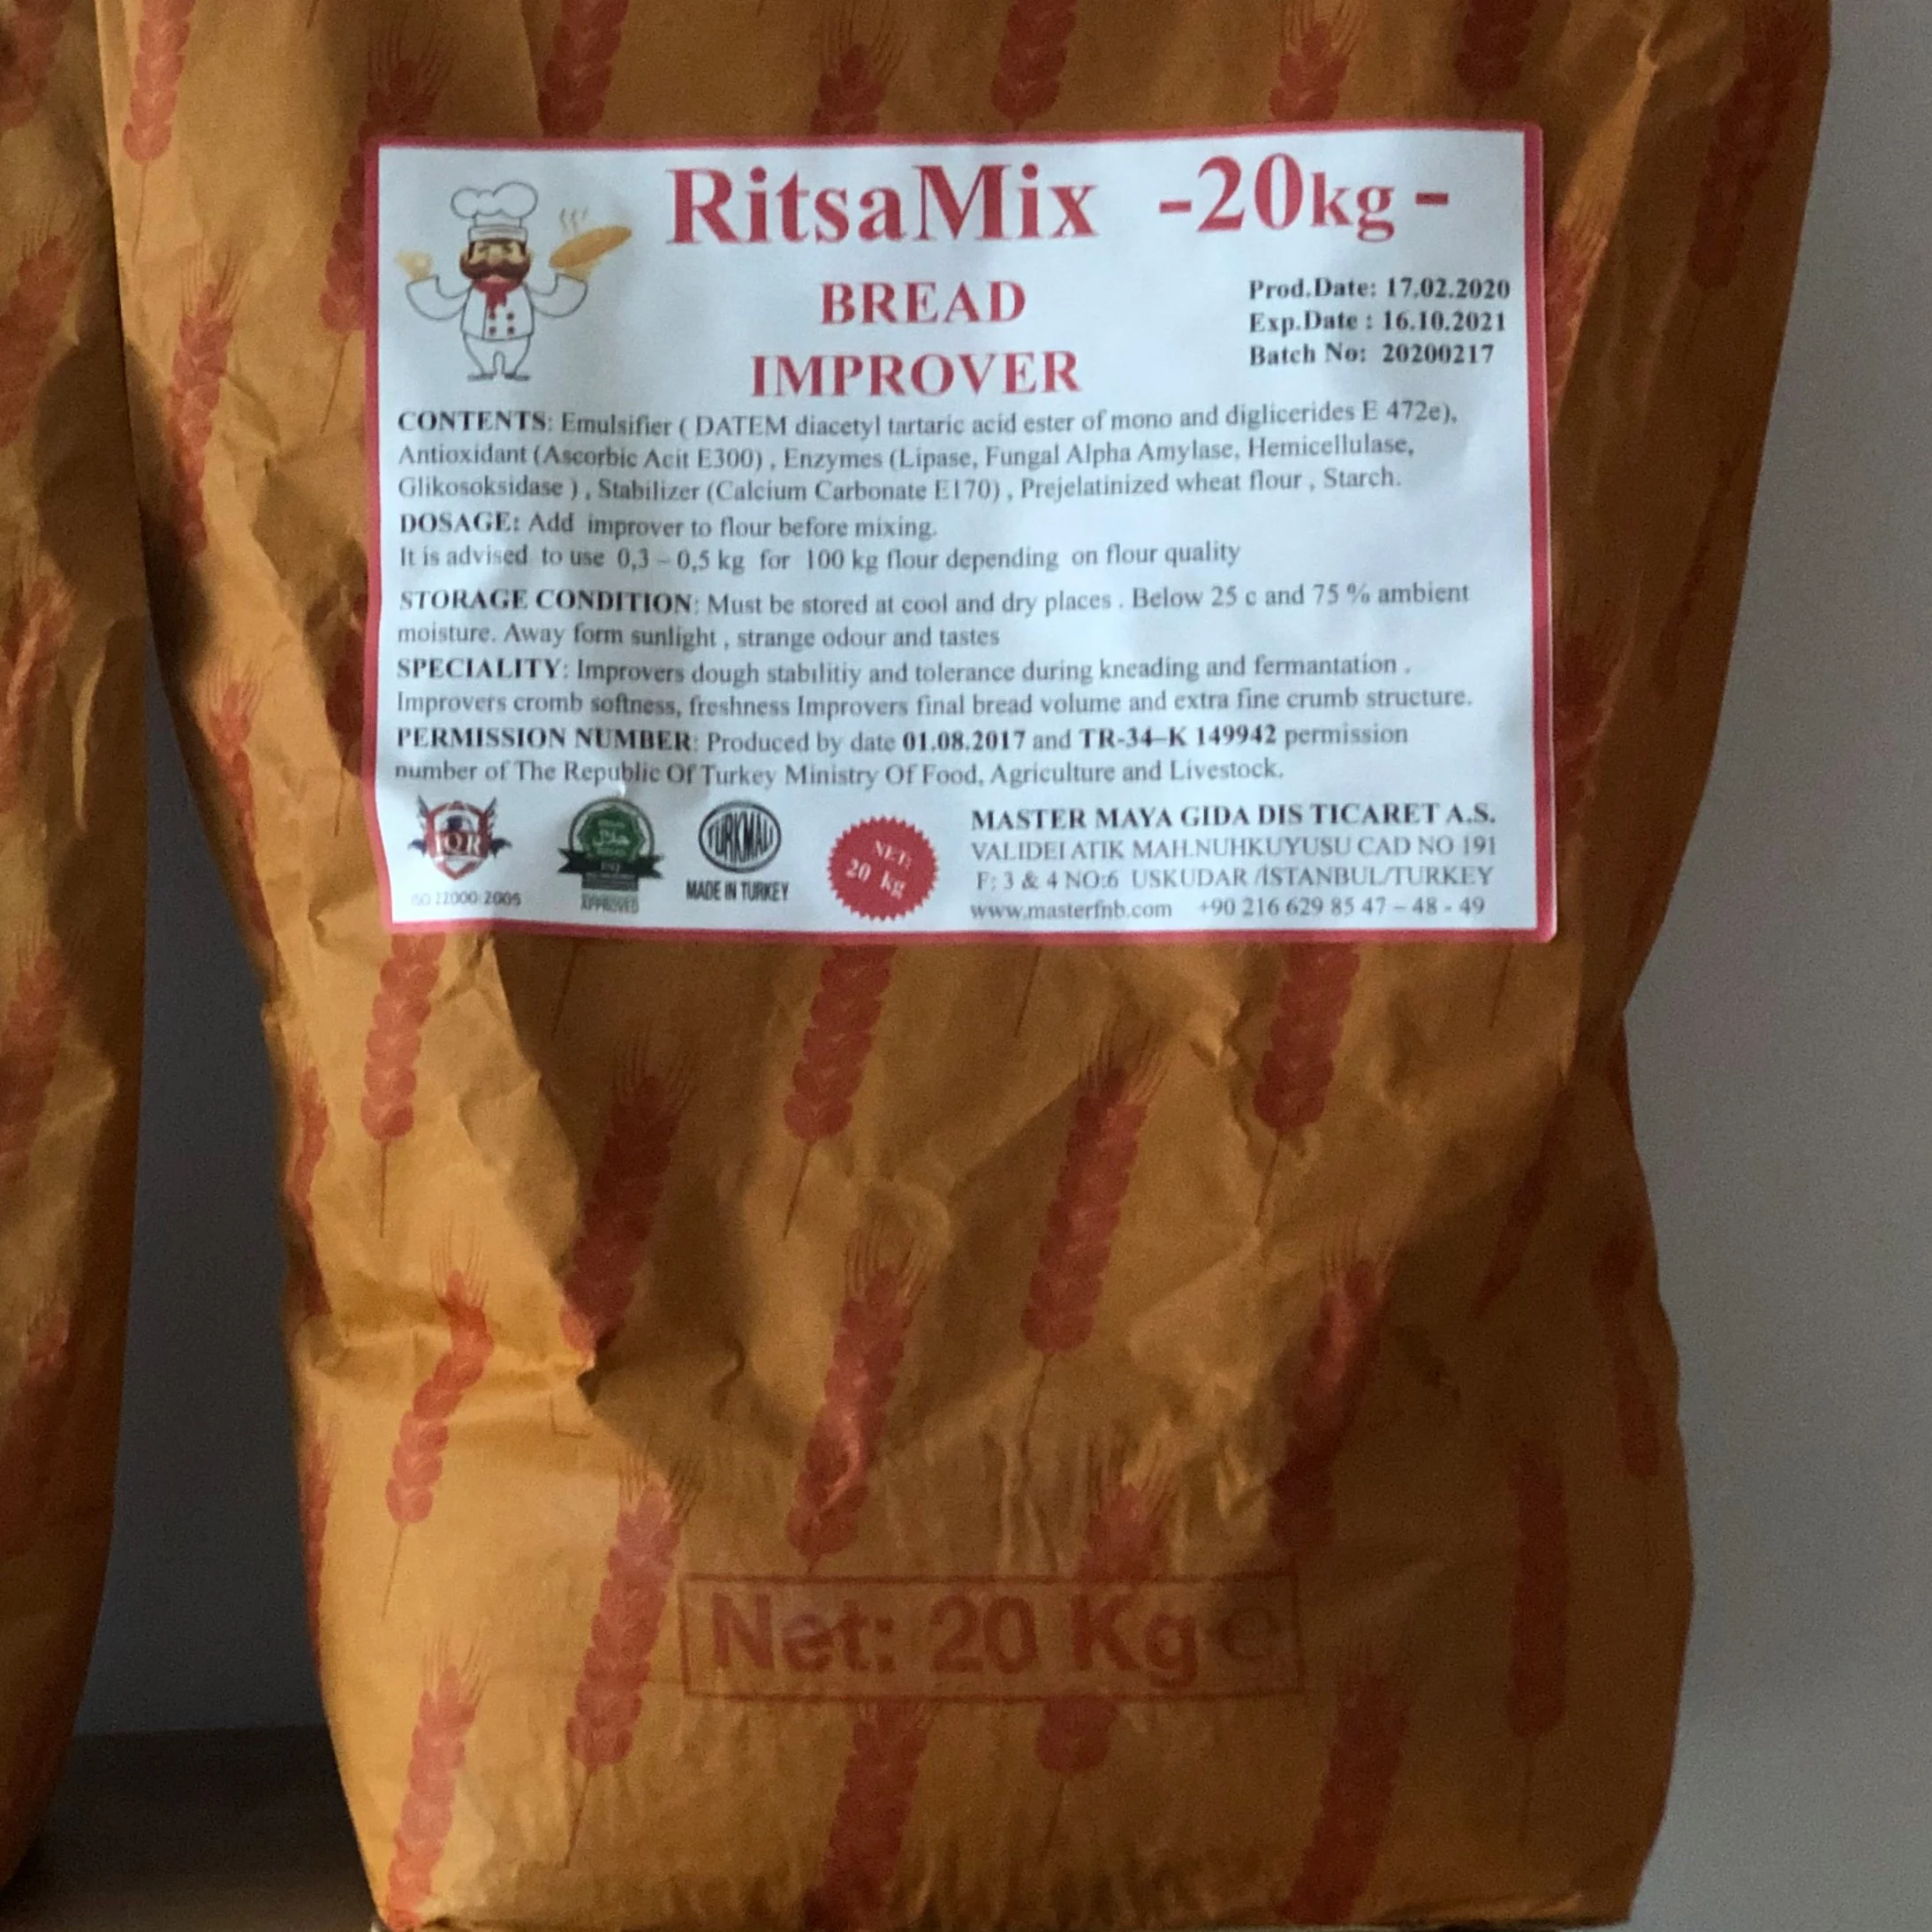 RitsaMix -20kg-
BREAD
IMPROVER
Prod.Date: 17.02.2020
Exp.Date : 16.10.2021
Batch No: 20200217
CONTENTS: Emulsifier ( DATEM diacetyl tartaric acid ester of mono and diglicerides E 472e),
Antioxidant (Ascorbic Acit E300) , Enzymes (Lipase, Fungal Alpha Amylase, Hemicellulase,
Glikosoksidase ) , Stabilizer (Calcium Carbonate E170) , Prejelatinized wheat flour , Starch.
DOSAGE: Add improver to flour before mixing.
It is advised to use 0,3 – 0,5 kg for 100 kg flour depending on flour quality
STORAGE CONDITION: Must be stored at cool and dry places . Below 25 c and 75 % ambient
moisture. Away form sunlight , strange odour and tastes
SPECIALITY: Improvers dough stabilitiy and tolerance during kneading and fermantation .
Improvers cromb softness, freshness Improvers final bread volume and extra fine crumb structure.
PERMISSION NUMBER: Produced by date 01.08.2017 and TR-34–K 149942 permission
number of The Republic Of Turkey Ministry Of Food, Agriculture and Livestock.
IQR
ISO 22000:2005
حلال
APPROVED
TURKMALI
MADE IN TURKEY
NET:
20 kg
MASTER MAYA GIDA DIS TICARET A.S.
VALIDEI ATIK MAH.NUHKUYUSU CAD NO 191
F: 3 & 4 NO:6 USKUDAR /İSTANBUL/TURKEY
www.masterfnb.com +90 216 629 85 47 – 48 - 49
Net: 20 Kg e